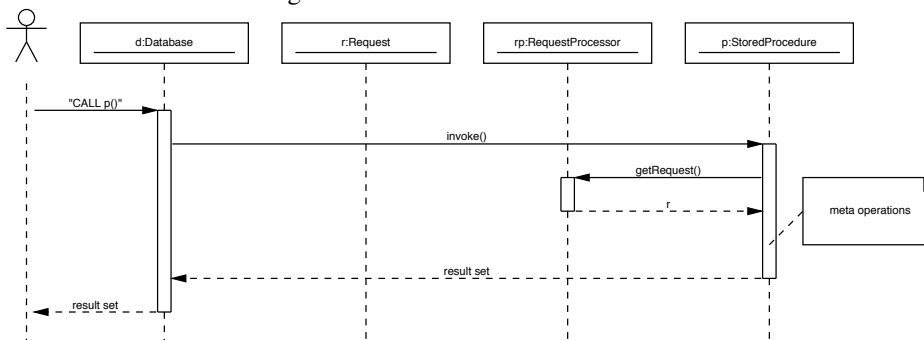 d:Database
r:Request
rp:RequestProcessor
p:StoredProcedure
"CALL p()"
invoke()
getRequest()
r
meta operations
result set
result set